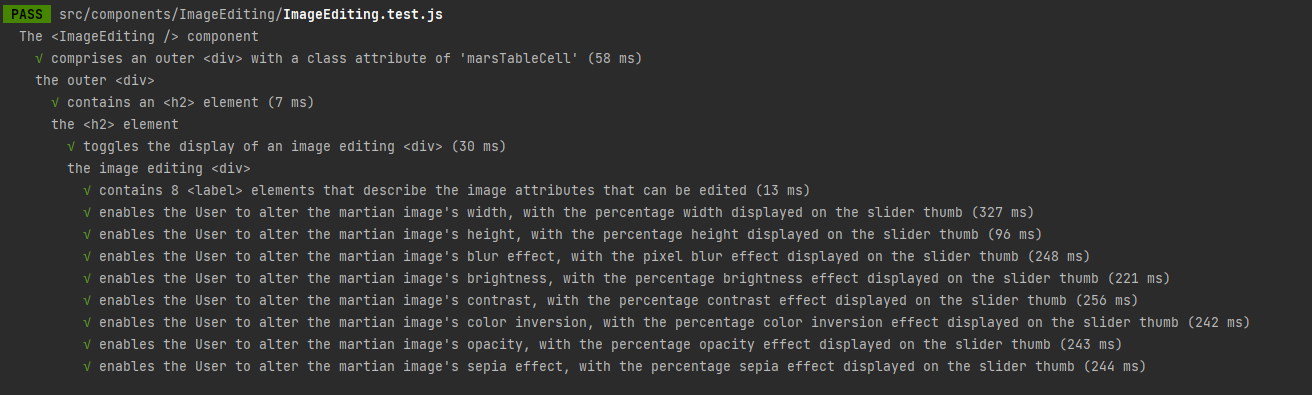 PASS src/components/ImageEditing/ImageEditing.test.js
The <ImageEditing /> component
√ comprises an outer <div> with a class attribute of 'marsTableCell' (58 ms)
the outer <div>
√ contains an <h2> element (7 ms)
the <h2> element
√ toggles the display of an image editing <div> (30 ms)
the image editing <div>
√ contains 8 <label> elements that describe the image attributes that can be edited (13 ms)
√ enables the User to alter the martian image's width, with the percentage width displayed on the slider thumb (327 ms)
√ enables the User to alter the martian image's height, with the percentage height displayed on the slider thumb (96 ms)
√ enables the User to alter the martian image's blur effect, with the pixel blur effect displayed on the slider thumb (248 ms)
√ enables the User to alter the martian image's brightness, with the percentage brightness effect displayed on the slider thumb (221 ms)
√ enables the User to alter the martian image's contrast, with the percentage contrast effect displayed on the slider thumb (256 ms)
√ enables the User to alter the martian image's color inversion, with the percentage color inversion effect displayed on the slider thumb (242 ms)
√ enables the User to alter the martian image's opacity, with the percentage opacity effect displayed on the slider thumb (243 ms)
√ enables the User to alter the martian image's sepia effect, with the percentage sepia effect displayed on the slider thumb (244 ms)